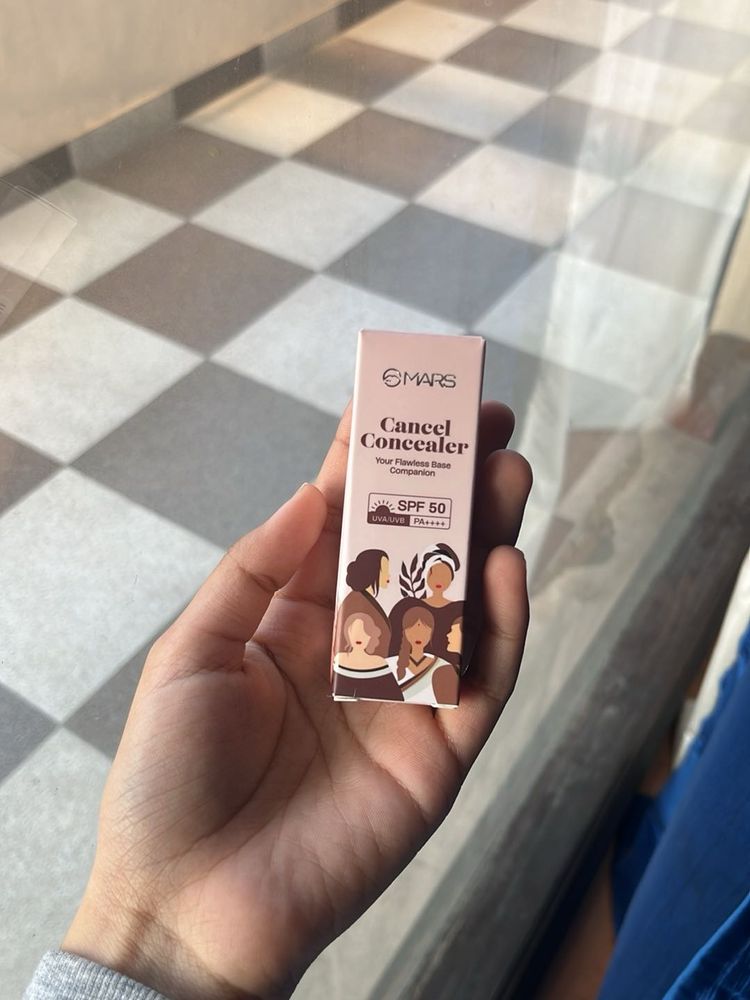 MARS
Cancel
Concealer
Your Flawless Base
Companion
SPF 50
UVA/UVB PA++++